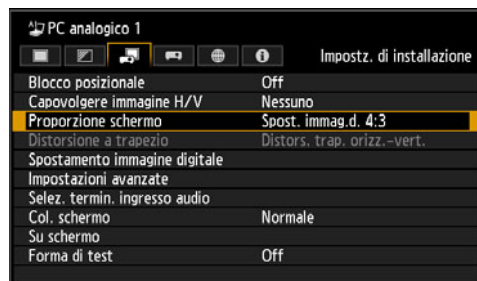 PC analogico 1
Impostz. di installazione
Blocco posizionale Off
Capovolgere immagine H/V Nessuno
Proporzione schermo Spost. immag.d. 4:3
Distorsione a trapezio Distors. trap. orizz.-vert.
Spostamento immagine digitale
Impostazioni avanzate
Selez. termin. ingresso audio
Col. schermo Normale
Su schermo
Forma di test Off